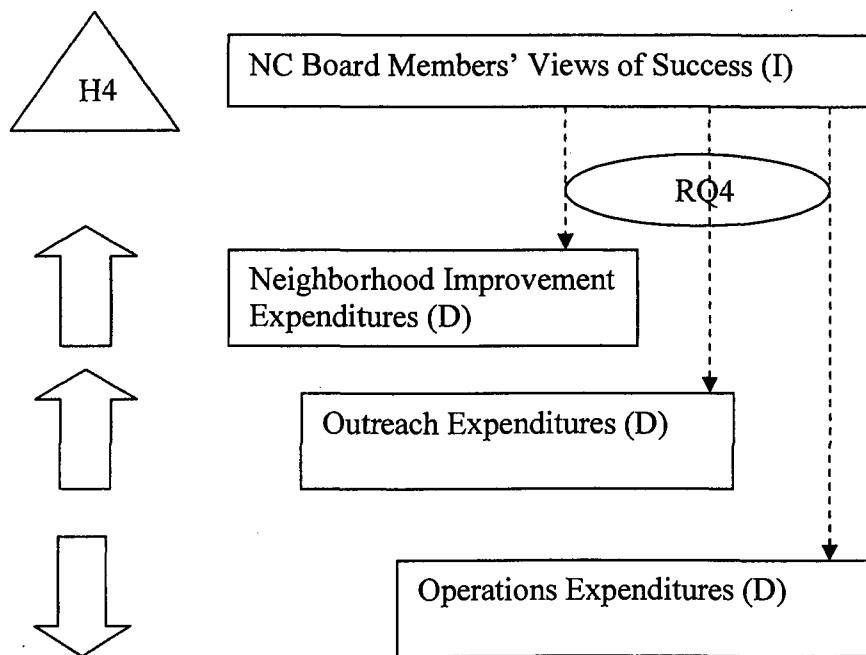 H4
NC Board Members' Views of Success (I)
RQ4
Neighborhood Improvement
Expenditures (D)
Outreach Expenditures (D)
Operations Expenditures (D)